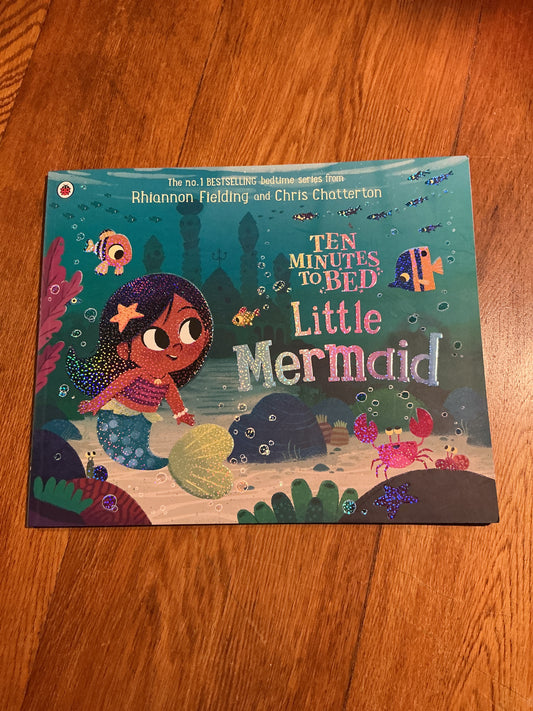 The no.1 BESTSELLING bedtime series from
Rhiannon Fielding and Chris Chatterton
TEN
MINUTES
TO BED
Little
Mermaid